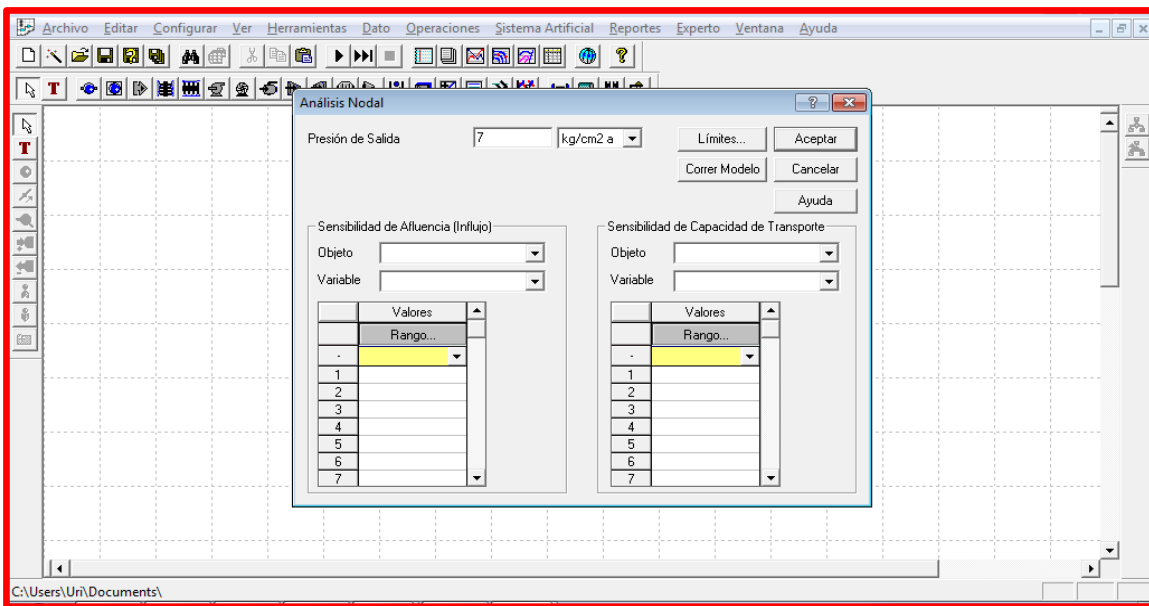 Archivo Editar Configurar Ver Herramientas Dato Operaciones Sistema Artificial Reportes Experto Ventana Ayuda
T
Análisis Nodal
Presión de Salida 7 kg/cm2 a Límites... Aceptar
Correr Modelo Cancelar
Ayuda
T
Sensibilidad de Afluencia (Influjo) Sensibilidad de Capacidad de Transporte
Objeto Objeto
Variable Variable
Valores Valores
Rango... Rango...
- -
1 1
2 2
3 3
4 4
5 5
6 6
7 7
C:\Users\Uri\Documents\